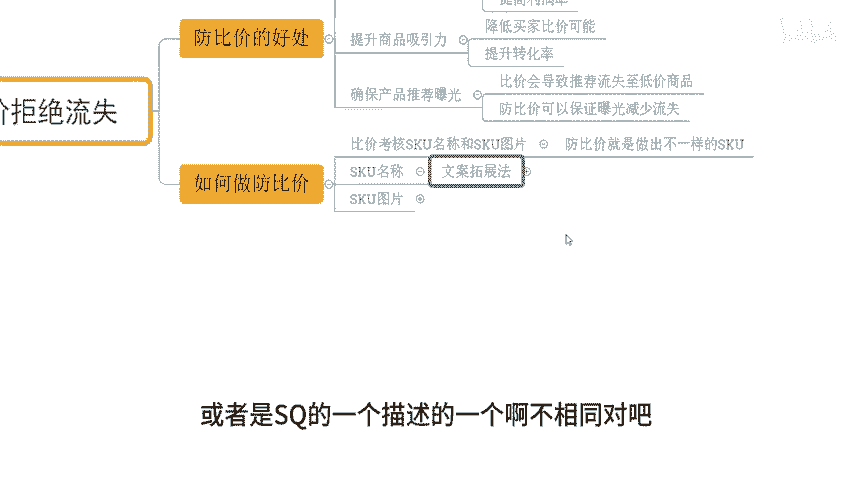 提高利润率
防比价的好处
提升商品吸引力
降低买家比价可能
提升转化率
确保产品推荐曝光
比价会导致推荐流失至低价商品
防比价可以保证曝光减少流失
价拒绝流失
如何做防比价
比价考核SKU名称和SKU图片
防比价就是做出不一样的SKU
SKU名称
文案拓展法
SKU图片
或者是SQ的一个描述的一个啊不相同对吧